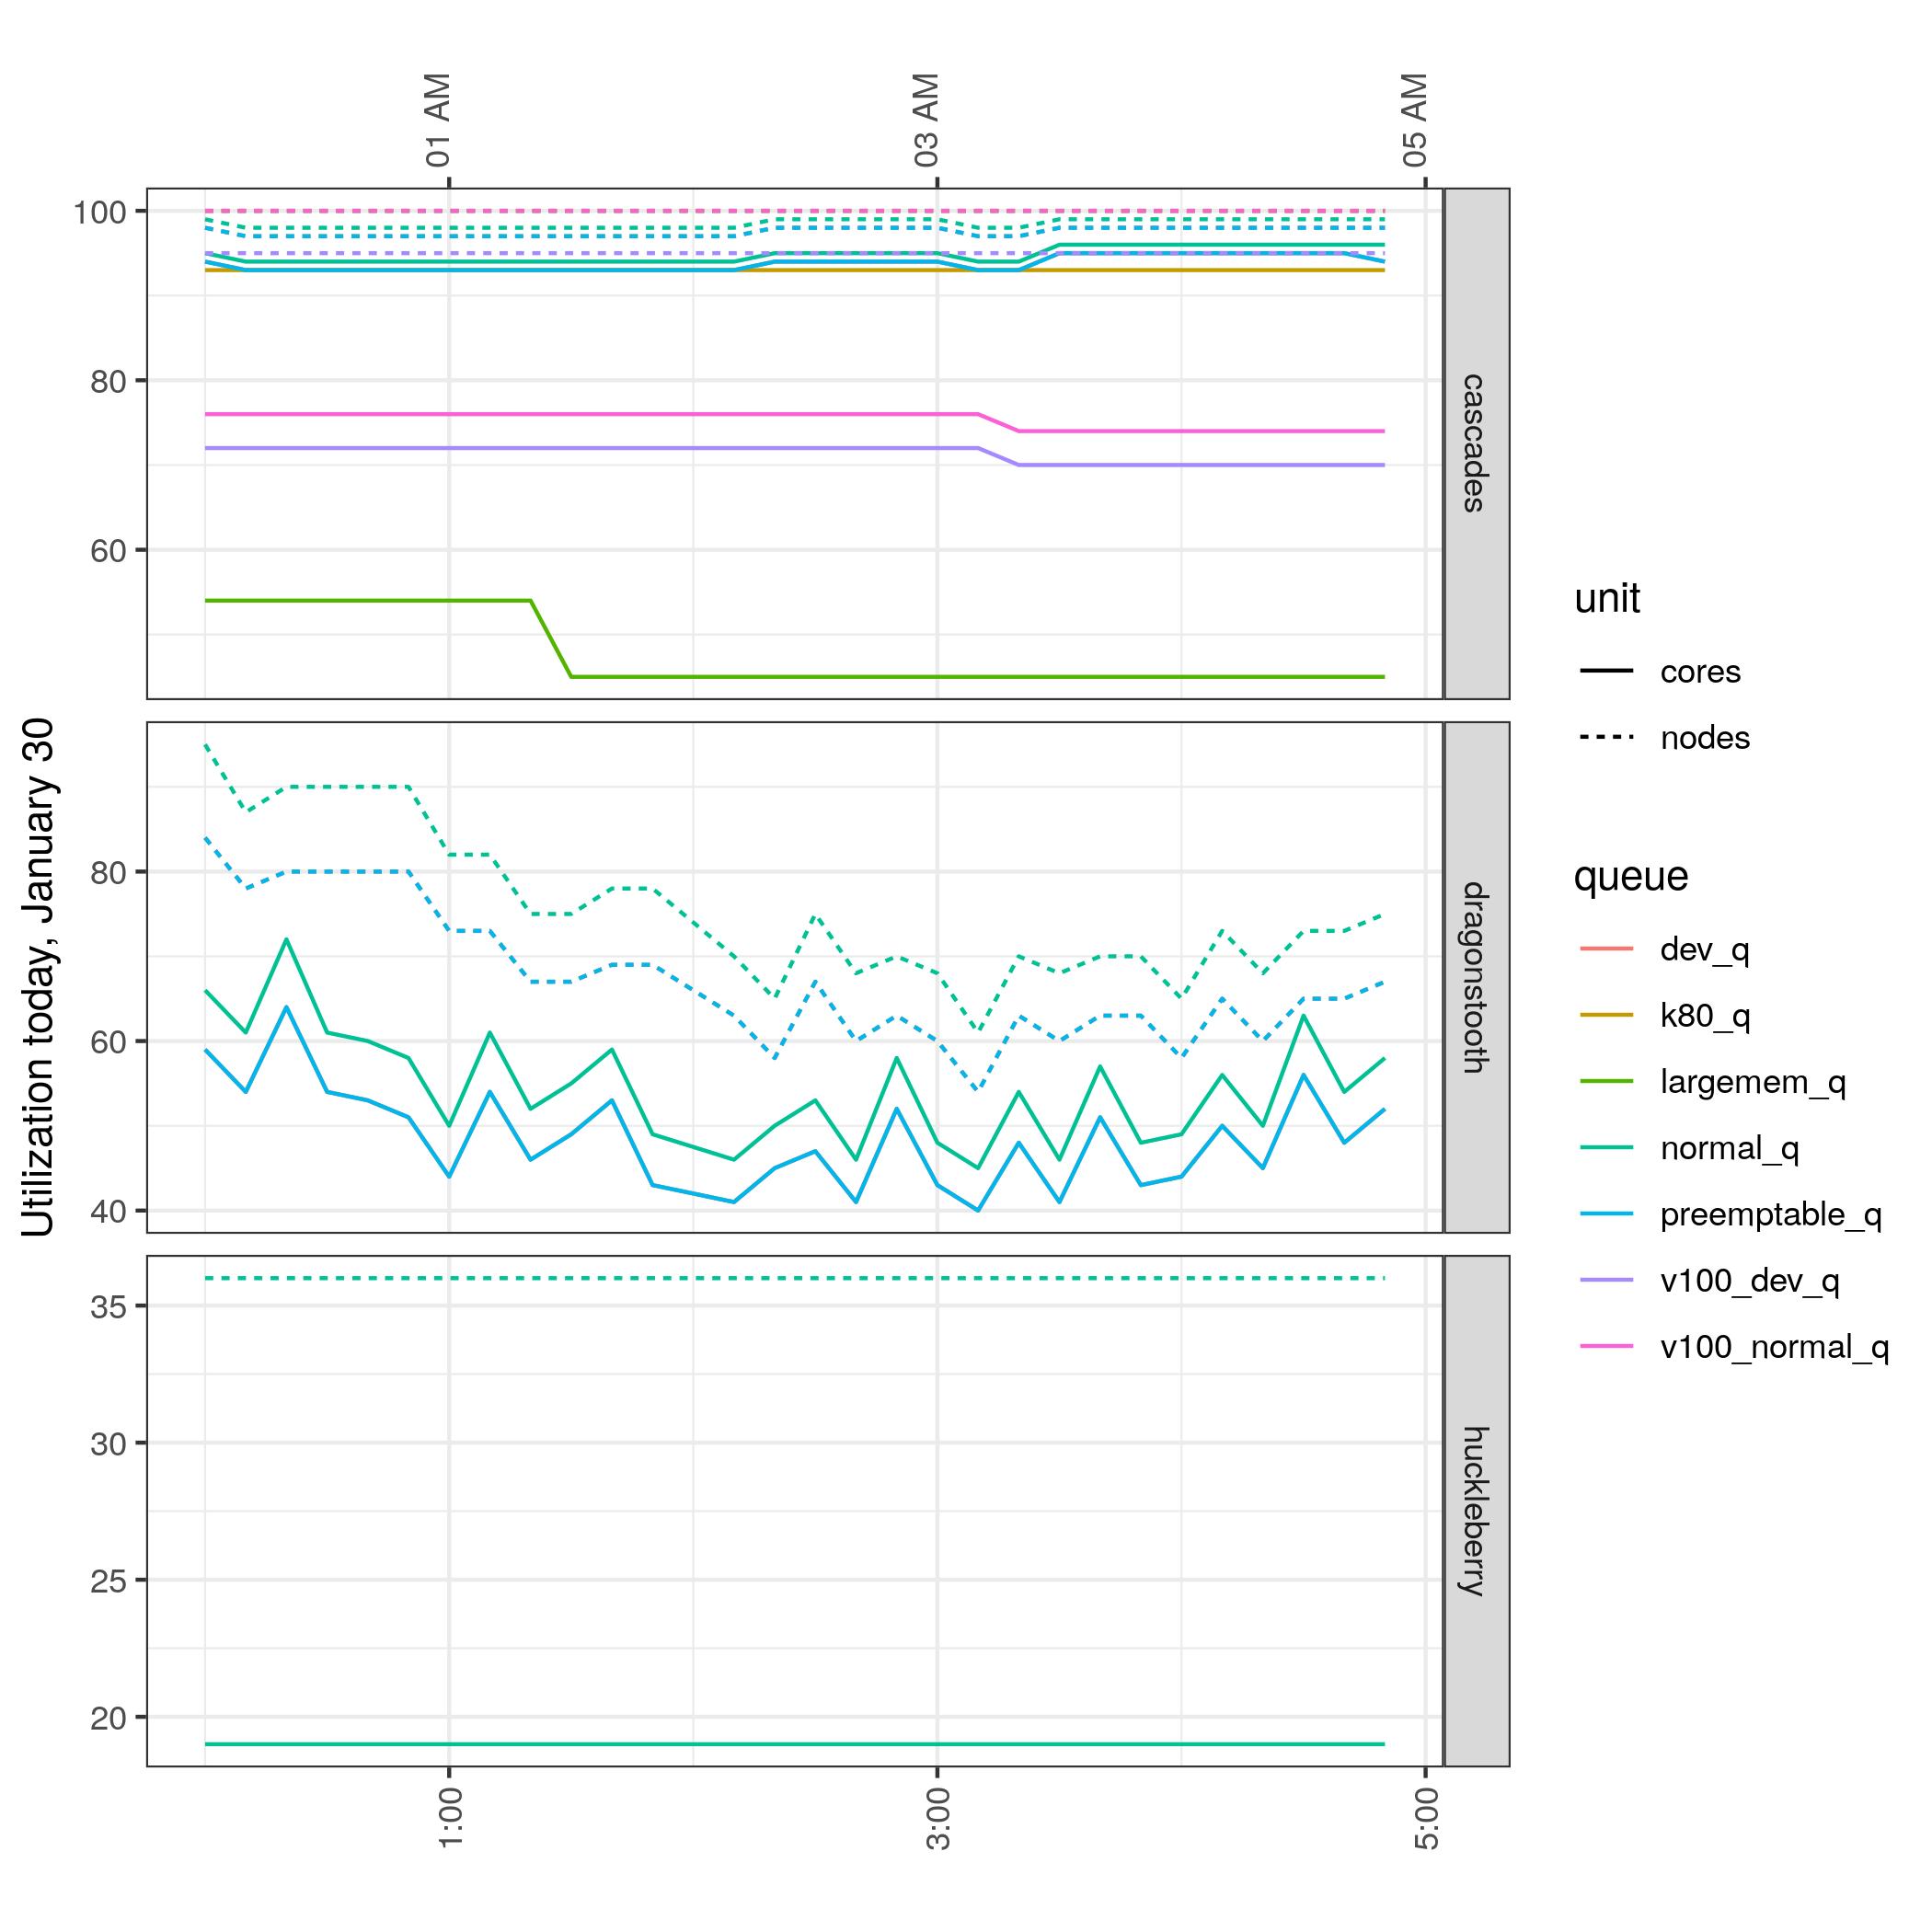 01 AM
03 AM
05 AM
100
80
60
cascades
80
60
40
dragonstooth
35
30
25
20
huckleberry
1:00
3:00
5:00
Utilization today, January 30
unit
cores
nodes
queue
dev_q
k80_q
largemem_q
normal_q
preemptable_q
v100_dev_q
v100_normal_q